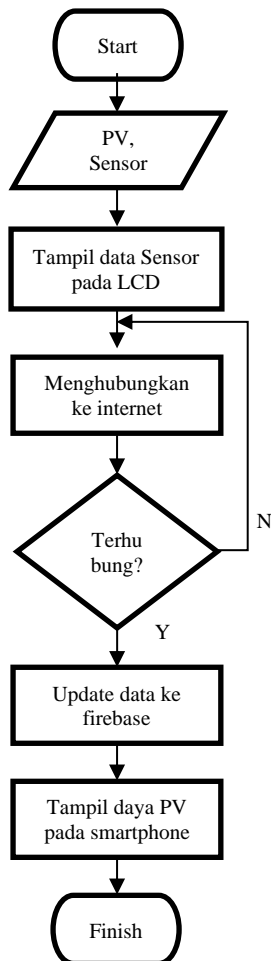 Start
PV,
Sensor
Tampil data Sensor
pada LCD
Menghubungkan
ke internet
Terhu
bung?
N
Y
Update data ke
firebase
Tampil daya PV
pada smartphone
Finish